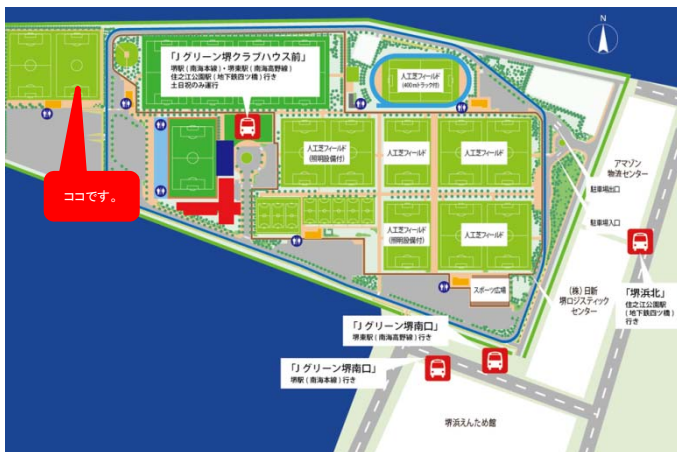 N
「J グリーン堺クラブハウス前」
堺駅 ( 南海本線 )・堺東駅 ( 南海高野線 )
住之江公園駅 ( 地下鉄四ツ橋 ) 行き
土日祝のみ運行
人工芝フィールド
(400mトラック付)
人工芝フィールド
(照明設備付)
人工芝フィールド
人工芝フィールド
アマゾン
物流センター
ココです。
駐車場出口
駐車場入口
人工芝フィールド
(照明設備付)
人工芝フィールド
スポーツ広場
(株) 日新
堺ロジスティック
センター
「堺浜北」
住之江公園駅
( 地下鉄四ツ橋 )
行き
「J グリーン堺南口」
堺東駅 ( 南海高野線 ) 行き
「J グリーン堺南口」
堺駅 ( 南海本線 ) 行き
堺浜えんため館